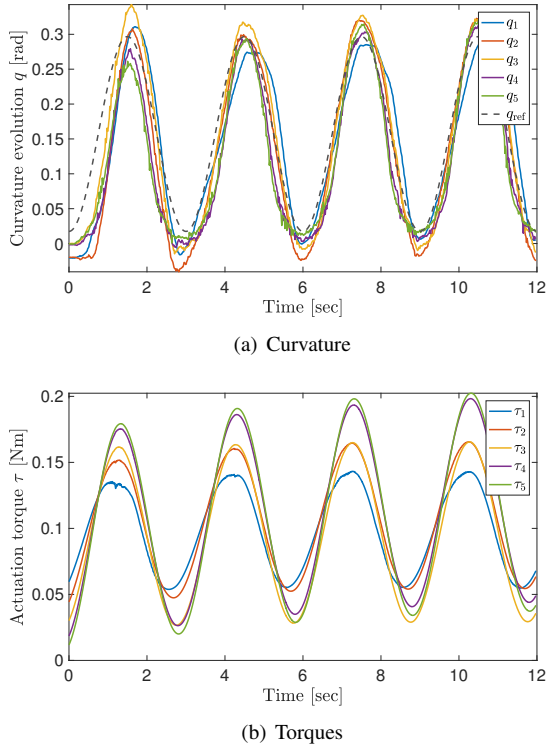 Curvature evolution q [rad]
0.3
0.25
0.2
0.15
0.1
0.05
0
0 2 4 6 8 10 12
Time [sec]
q1
q2
q3
q4
q5
qref
(a) Curvature
Actuation torque τ [Nm]
0.2
0.15
0.1
0.05
0
0 2 4 6 8 10 12
Time [sec]
τ1
τ2
τ3
τ4
τ5
(b) Torques